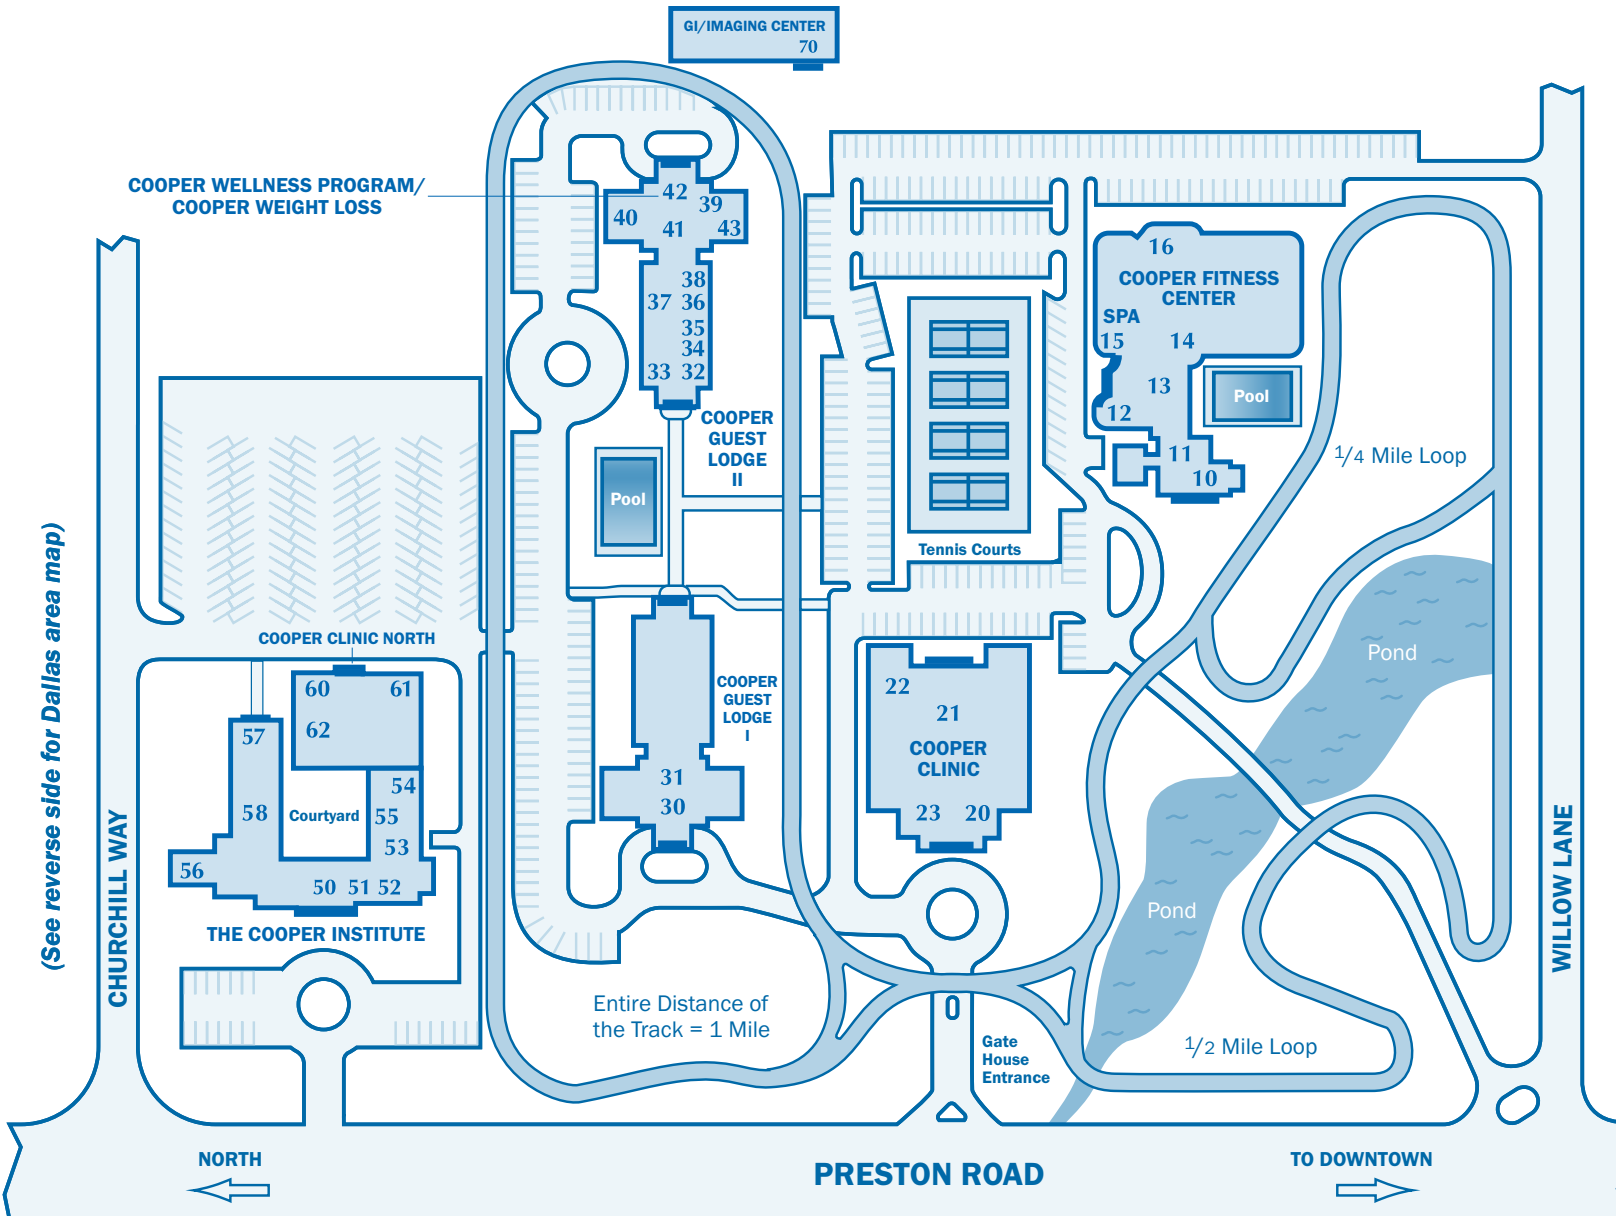 GI/IMAGING CENTER
70
COOPER WELLNESS PROGRAM/
COOPER WEIGHT LOSS
42
39
40
41
43
38
37 36
35
34
33 32
COOPER
GUEST
LODGE
II
Pool
16
COOPER FITNESS
CENTER
SPA
15
14
13
12
11
10
Pool
1/4 Mile Loop
Tennis Courts
Pond
(See reverse side for Dallas area map)
COOPER CLINIC NORTH
60
61
62
57
58
Courtyard
54
55
53
56
50 51 52
THE COOPER INSTITUTE
CHURCHILL WAY
COOPER
GUEST
LODGE
I
31
30
22
21
COOPER
CLINIC
23
20
Pond
WILLOW LANE
Entire Distance of
the Track = 1 Mile
Gate
House
Entrance
1/2 Mile Loop
NORTH
PRESTON ROAD
TO DOWNTOWN